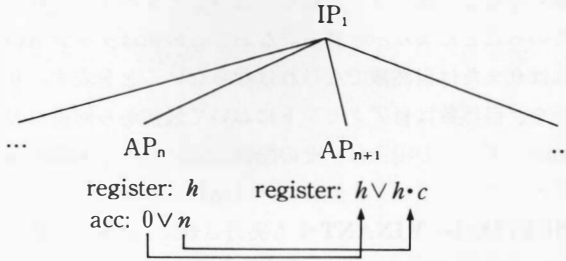 IP₁
... APₙ APₙ₊₁ ...
register: h register: h∨h·c
acc: 0∨n